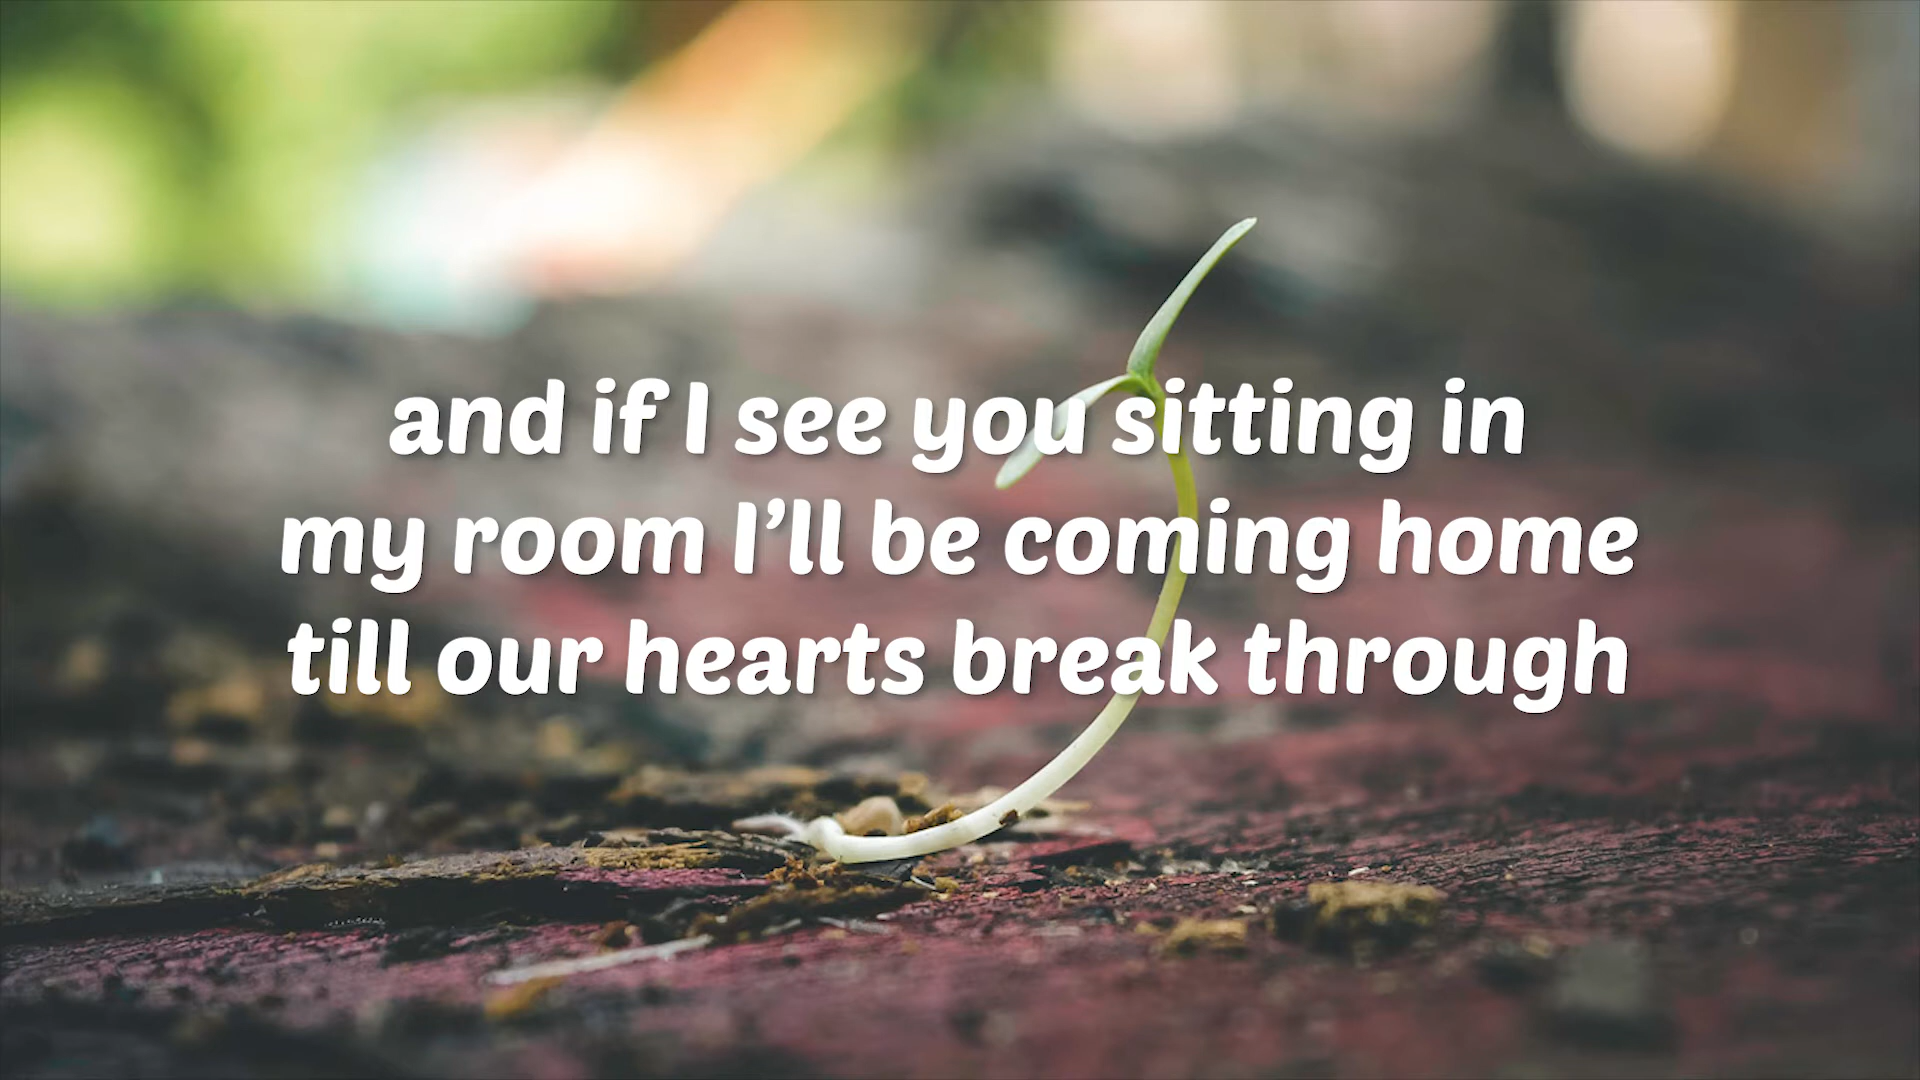 and if I see you sitting in
my room I’ll be coming home
till our hearts break through